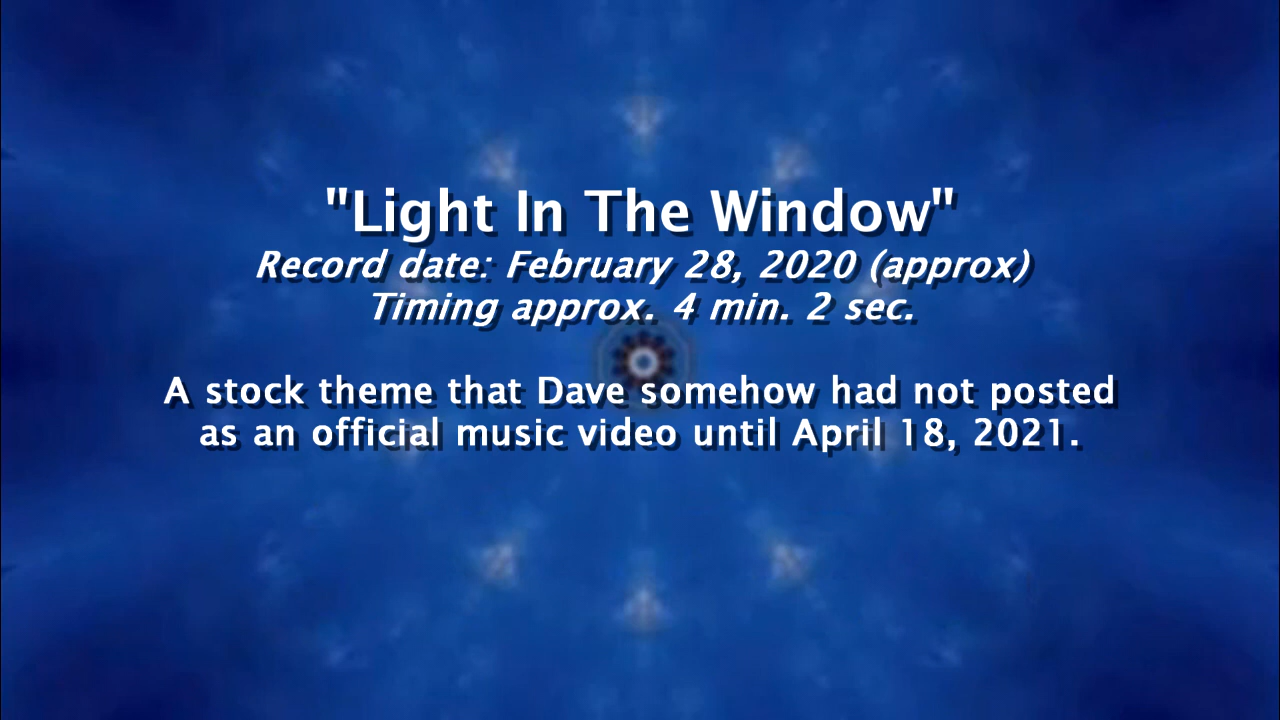 "Light In The Window"
Record date: February 28, 2020 (approx)
Timing approx. 4 min. 2 sec.
A stock theme that Dave somehow had not posted
as an official music video until April 18, 2021.